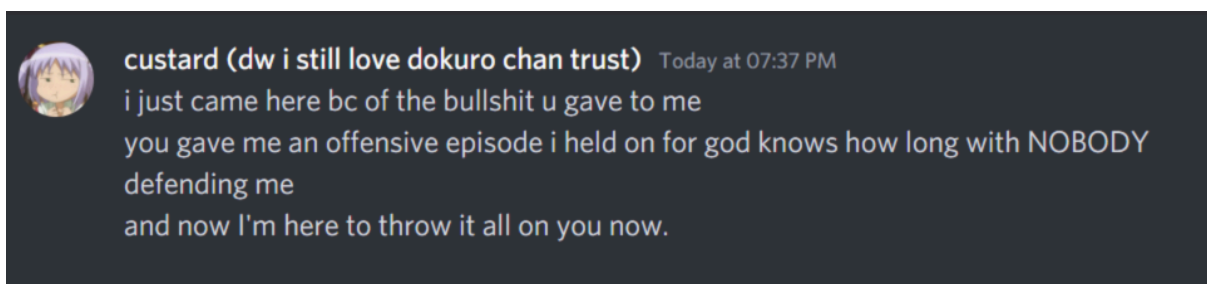 custard (dw i still love dokuro chan trust) Today at 07:37 PM
i just came here bc of the bullshit u gave to me
you gave me an offensive episode i held on for god knows how long with NOBODY
defending me
and now I'm here to throw it all on you now.